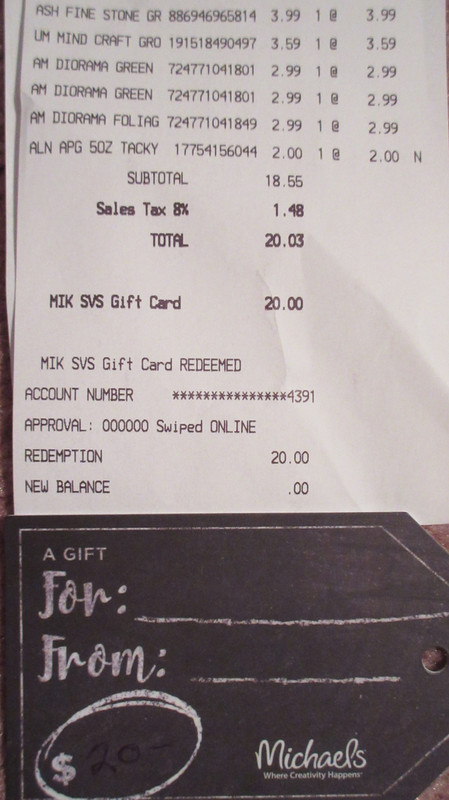 ASH FINE STONE GR 886946965814 3.99 1 @ 3.99
UM MIND CRAFT GRO 191518490497 3.59 1 @ 3.59
AM DIORAMA GREEN 724771041801 2.99 1 @ 2.99
AM DIORAMA GREEN 724771041801 2.99 1 @ 2.99
AM DIORAMA FOLIAG 724771041849 2.99 1 @ 2.99
ALN APG 5OZ TACKY 17754156044 2.00 1 @ 2.00 N
SUBTOTAL 18.55
Sales Tax 8% 1.48
TOTAL 20.03
MIK SVS Gift Card 20.00
MIK SVS Gift Card REDEEMED
ACCOUNT NUMBER ***************4391
APPROVAL: 000000 Swiped ONLINE
REDEMPTION 20.00
NEW BALANCE .00
A GIFT
For:
From:
$ 20-
Michaels
Where Creativity Happens